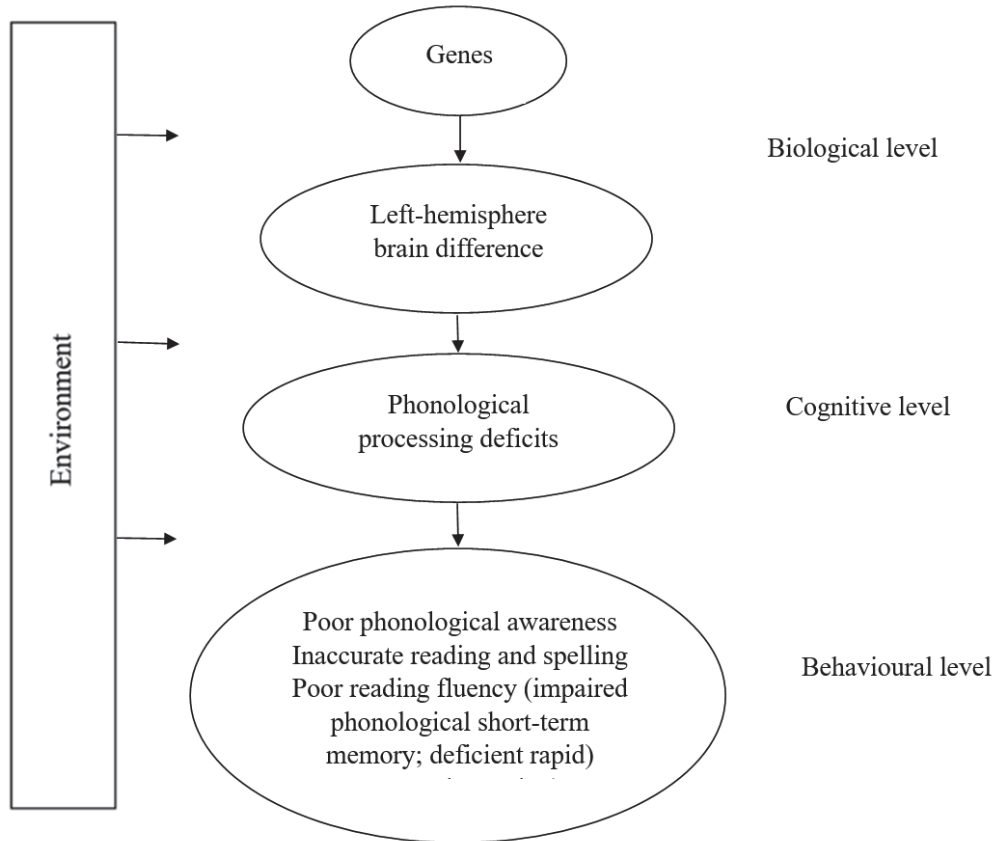 Genes
Biological level
Left-hemisphere
brain difference
Environment
Phonological
processing deficits
Cognitive level
Poor phonological awareness
Inaccurate reading and spelling
Poor reading fluency (impaired
phonological short-term
memory; deficient rapid)
Behavioural level